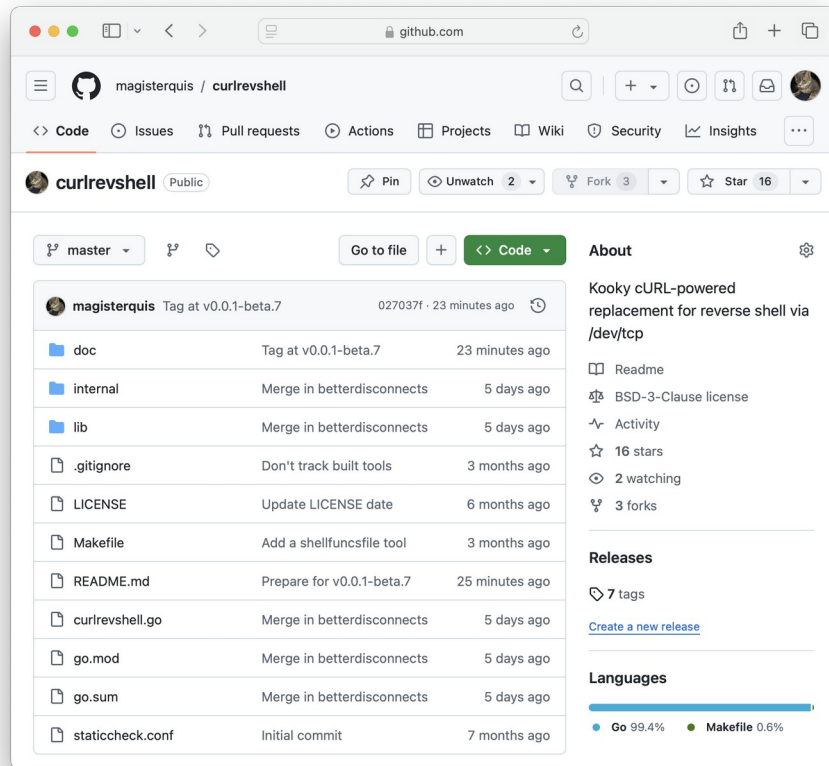 github.com
magisterquis / curlrevshell
Code Issues Pull requests Actions Projects Wiki Security Insights
curlrevshell Public Pin Unwatch 2 Fork 3 Star 16
master Go to file Code
magisterquis Tag at v0.0.1-beta.7 027037f · 23 minutes ago
doc Tag at v0.0.1-beta.7 23 minutes ago
internal Merge in betterdisconnects 5 days ago
lib Merge in betterdisconnects 5 days ago
.gitignore Don't track built tools 3 months ago
LICENSE Update LICENSE date 6 months ago
Makefile Add a shellfuncsfile tool 3 months ago
README.md Prepare for v0.0.1-beta.7 25 minutes ago
curlrevshell.go Merge in betterdisconnects 5 days ago
go.mod Merge in betterdisconnects 5 days ago
go.sum Merge in betterdisconnects 5 days ago
staticcheck.conf Initial commit 7 months ago
About
Kooky cURL-powered
replacement for reverse shell via
/dev/tcp
Readme
BSD-3-Clause license
Activity
16 stars
2 watching
3 forks
Releases
7 tags
Create a new release
Languages
Go 99.4% Makefile 0.6%